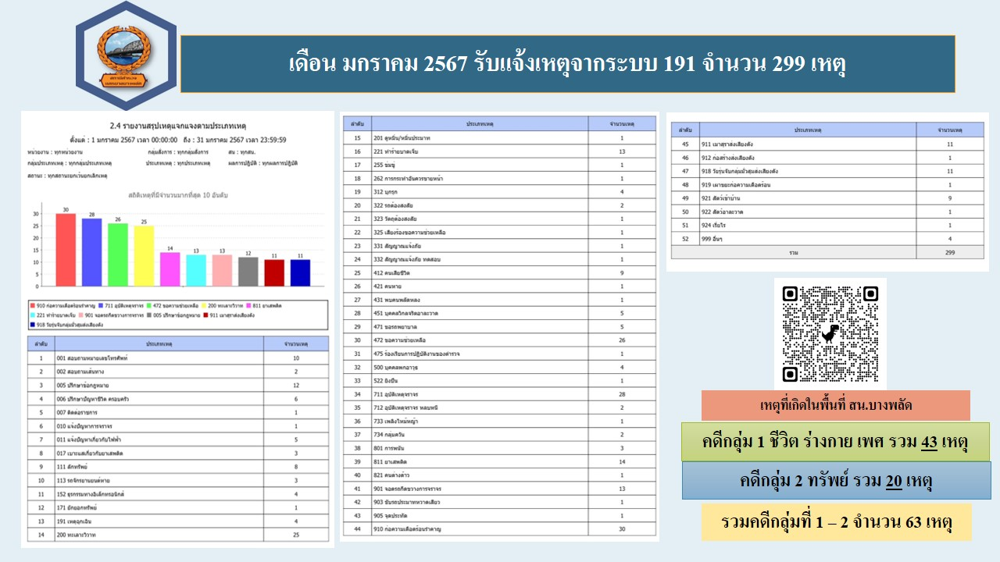 เดือน มกราคม 2567 รับแจ้งเหตุจากระบบ 191 จำนวน 299 เหตุ
2.4 รายงานสรุปเหตุแจกแจงตามประเภทเหตุ
ตั้งแต่ : 1 มกราคม 2567 เวลา 00:00:00 ถึง : 31 มกราคม 2567 เวลา 23:59:59
หน่วยงาน : ทุกหน่วยงาน กลุ่มสั่งการ : ทุกกลุ่มสั่งการ สน : ทุกสน.
กลุ่มประเภทเหตุ : ทุกกลุ่มประเภทเหตุ ประเภทเหตุ : ทุกประเภทเหตุ ผลการปฏิบัติ : ทุกผลการปฏิบัติ
สถานะ : ทุกสถานะยกเว้นยกเลิกเหตุ
สถิติเหตุที่มีจำนวนมากที่สุด 10 อันดับ
30 28 26 25 14 13 13 12 11 11
30
25
20
15
10
5
0
910 ก่อความเดือดร้อนรำคาญ 711 อุบัติเหตุจราจร 472 ขอความช่วยเหลือ 200 ทะเลาะวิวาท 811 ยาเสพติด
221 ทำร้ายบาดเจ็บ 901 จอดรถกีดขวางการจราจร 005 ปรึกษาข้อกฎหมาย 911 เมาสุราส่งเสียงดัง
918 วัยรุ่นจับกลุ่มมั่วสุมส่งเสียงดัง
ลำดับ ประเภทเหตุ จำนวนเหตุ
1 001 สอบถามหมายเลขโทรศัพท์ 10
2 002 สอบถามเส้นทาง 2
3 005 ปรึกษาข้อกฎหมาย 12
4 006 ปรึกษาปัญหาชีวิต ครอบครัว 6
5 007 ติดต่อราชการ 1
6 010 แจ้งปัญหาการจราจร 1
7 011 แจ้งปัญหาเกี่ยวกับไฟฟ้า 5
8 017 เบาะแสเกี่ยวกับยาเสพติด 3
9 111 ลักทรัพย์ 8
10 113 รถจักรยานยนต์หาย 3
11 152 ธุรกรรมทางอิเล็กทรอนิกส์ 4
12 171 ยักยอกทรัพย์ 1
13 191 เหตุฉุกเฉิน 4
14 200 ทะเลาะวิวาท 25
ลำดับ ประเภทเหตุ จำนวนเหตุ
15 201 ดูหมิ่น/หมิ่นประมาท 1
16 221 ทำร้ายบาดเจ็บ 13
17 255 ข่มขู่ 1
18 262 การกระทำอันควรขายหน้า 1
19 312 บุกรุก 4
20 322 รถต้องสงสัย 2
21 323 วัตถุต้องสงสัย 1
22 325 เสียงร้องขอความช่วยเหลือ 1
23 331 สัญญาณแจ้งภัย 1
24 332 สัญญาณแจ้งภัย ทดสอบ 1
25 412 คนเสียชีวิต 9
26 421 คนหาย 1
27 431 พบคนพลัดหลง 1
28 451 บุคคลวิกลจริตอาละวาด 5
29 471 ขอรถพยาบาล 5
30 472 ขอความช่วยเหลือ 26
31 475 ร้องเรียนการปฏิบัติงานของตำรวจ 1
32 500 บุคคลพกอาวุธ 4
33 522 ยิงปืน 1
34 711 อุบัติเหตุจราจร 28
35 712 อุบัติเหตุจราจร หลบหนี 2
36 733 เพลิงไหม้หญ้า 1
37 734 กลุ่มควัน 2
38 801 การพนัน 3
39 811 ยาเสพติด 14
40 821 คนต่างด้าว 1
41 901 จอดรถกีดขวางการจราจร 13
42 903 ขับรถประมาทหวาดเสียว 1
43 905 จุดประทัด 1
44 910 ก่อความเดือดร้อนรำคาญ 30
ลำดับ ประเภทเหตุ จำนวนเหตุ
45 911 เมาสุราส่งเสียงดัง 11
46 912 ก่อสร้างส่งเสียงดัง 1
47 918 วัยรุ่นจับกลุ่มมั่วสุมส่งเสียงดัง 11
48 919 เผาขยะก่อความเดือดร้อน 1
49 921 สัตว์เข้าบ้าน 9
50 922 สัตว์อาละวาด 1
51 924 เรี่ยไร 1
52 999 อื่นๆ 4
รวม 299
เหตุที่เกิดในพื้นที่ สน.บางพลัด
คดีกลุ่ม 1 ชีวิต ร่างกาย เพศ รวม 43 เหตุ
คดีกลุ่ม 2 ทรัพย์ รวม 20 เหตุ
รวมคดีกลุ่มที่ 1 – 2 จำนวน 63 เหตุ